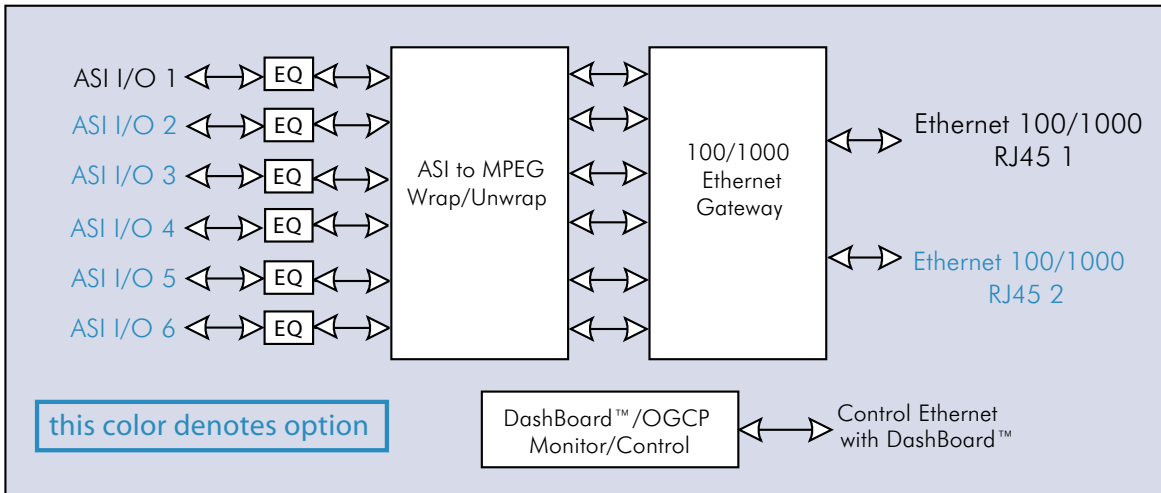 ASI I/O 1
EQ
ASI I/O 2
EQ
ASI I/O 3
EQ
ASI I/O 4
EQ
ASI I/O 5
EQ
ASI I/O 6
EQ
ASI to MPEG
Wrap/Unwrap
100/1000
Ethernet
Gateway
Ethernet 100/1000
RJ45 1
Ethernet 100/1000
RJ45 2
this color denotes option
DashBoard™/OGCP
Monitor/Control
Control Ethernet
with DashBoard™